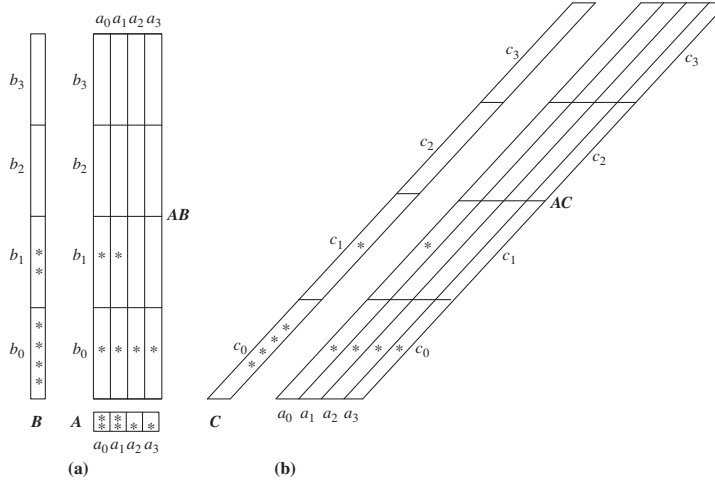 a0 a1 a2 a3
b3
b3
c3
c3
b2
b2
c2
c2
AB
AC
b1
* 
*
b1
* *
c1
*
*
c1
b0
*
*
*
*
b0
* * * *
c0
* * * *
* * * *
c0
a0 a1 a2 a3
B
A
* * * *
* *
C
a0 a1 a2 a3
(a)
(b)